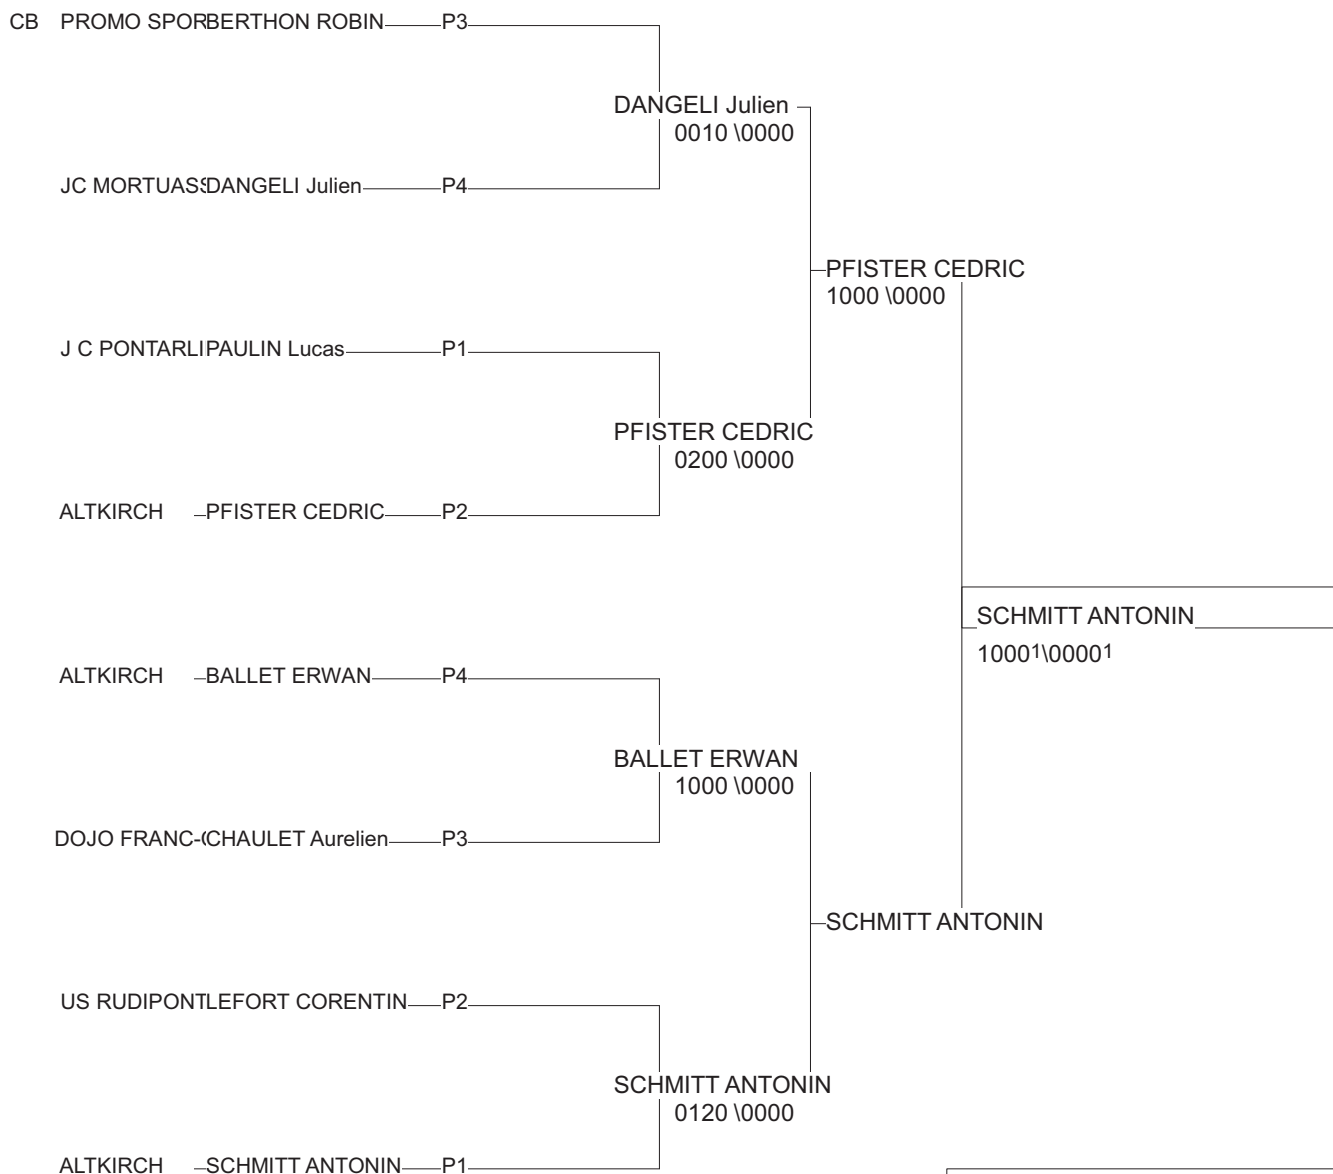 CB PROMO SPORBERTHON ROBIN P3
DANGELI Julien
0010 \0000
JC MORTUASSDANGELI Julien P4
PFISTER CEDRIC
1000 \0000
J C PONTARLIPAULIN Lucas P1
PFISTER CEDRIC
0200 \0000
ALTKIRCH PFISTER CEDRIC P2
SCHMITT ANTONIN
10001\00001
ALTKIRCH BALLET ERWAN P4
BALLET ERWAN
1000 \0000
DOJO FRANC-CHAULET Aurelien P3
SCHMITT ANTONIN
US RUDIPONTLEFORT CORENTIN P2
SCHMITT ANTONIN
0120 \0000
ALTKIRCH SCHMITT ANTONIN P1